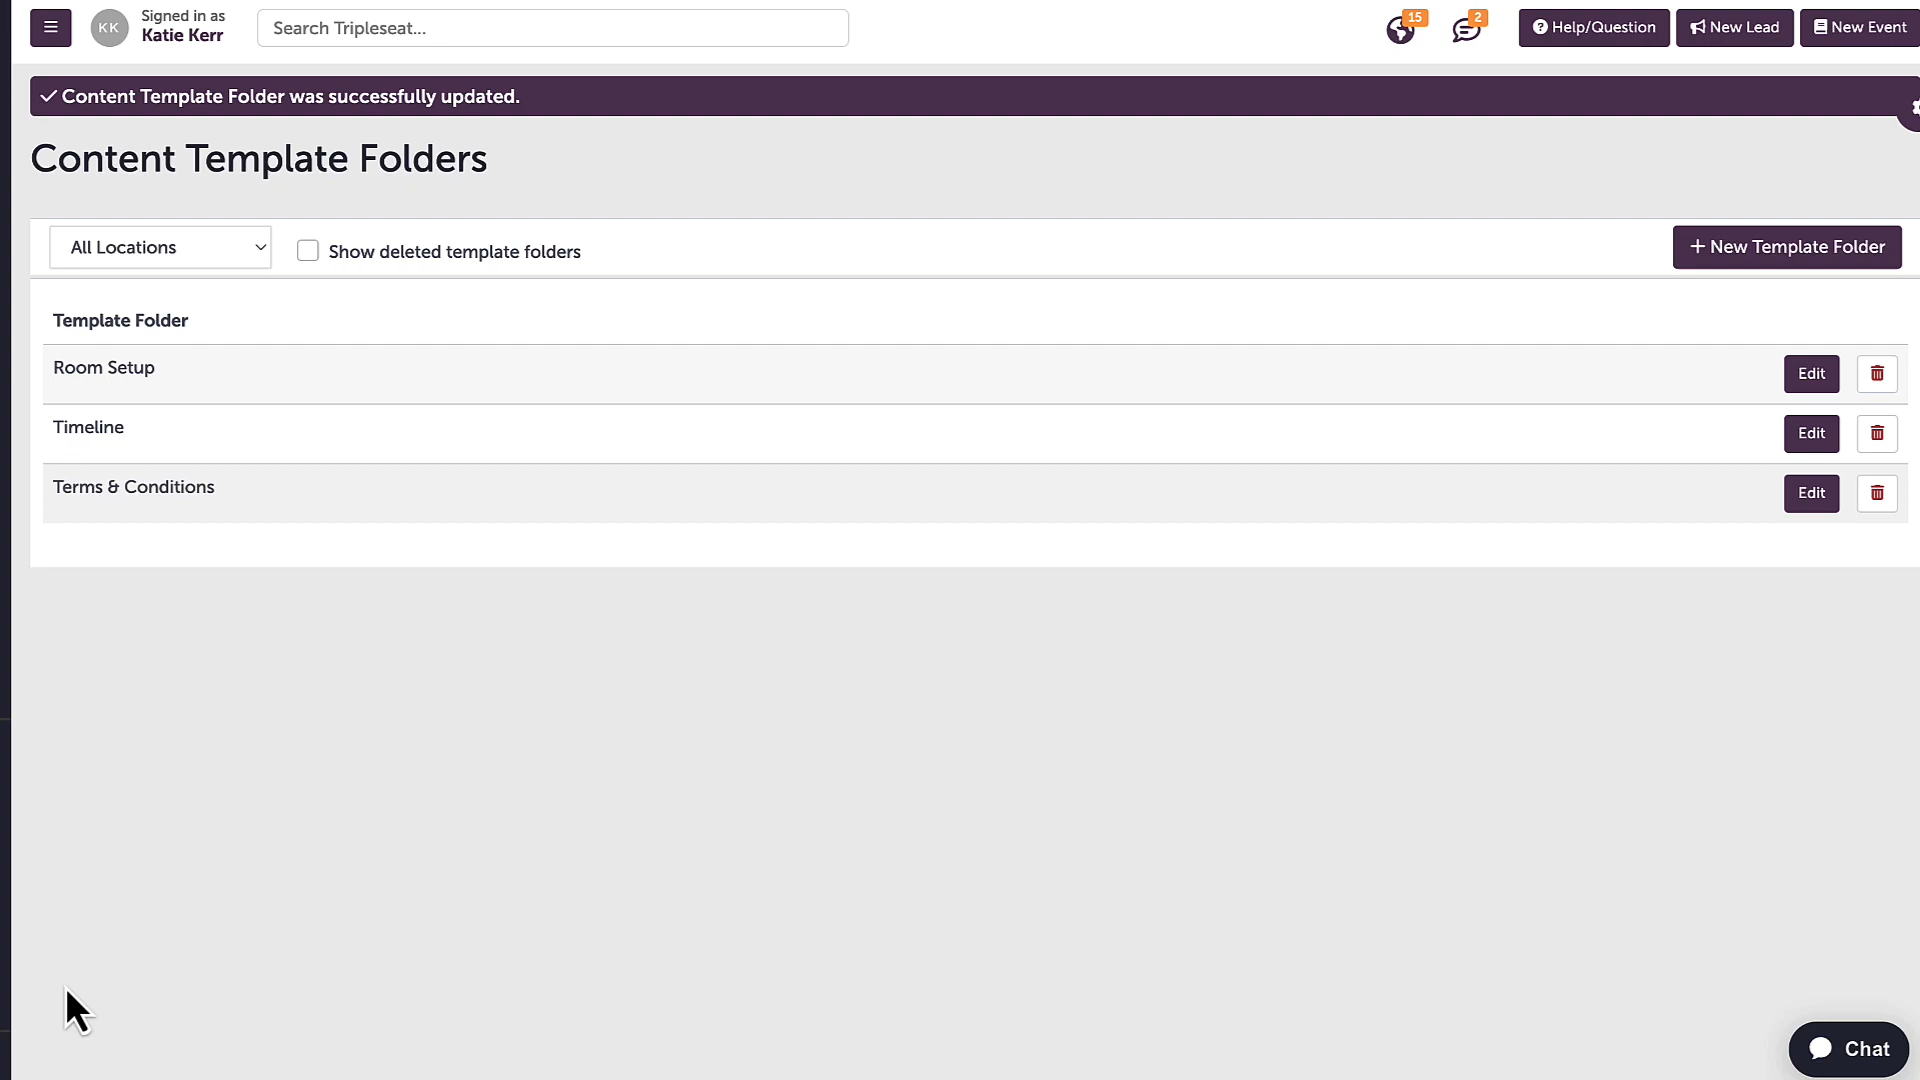 KK
Signed in as
Katie Kerr
Search Tripleseat...
15
2
Help/Question
New Lead
New Event
Content Template Folder was successfully updated.
Content Template Folders
All Locations
Show deleted template folders
+ New Template Folder
Template Folder
Room Setup
Edit
Timeline
Edit
Terms & Conditions
Edit
Chat